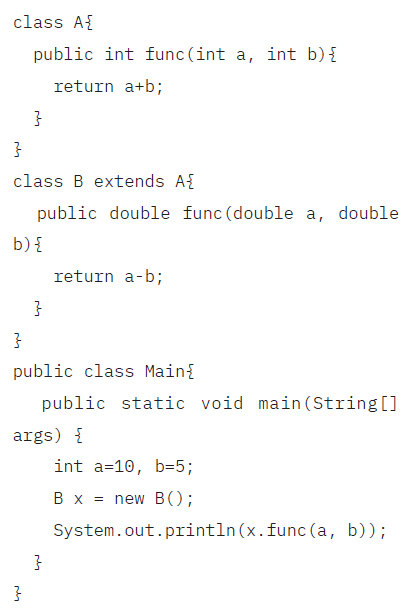 class A{
  public int func(int a, int b){
    return a+b;
  }
}
class B extends A{
  public double func(double a, double
b){
    return a-b;
  }
}
public class Main{
  public static void main(String[]
args) {
    int a=10, b=5;
    B x = new B();
    System.out.println(x.func(a, b));
  }
}